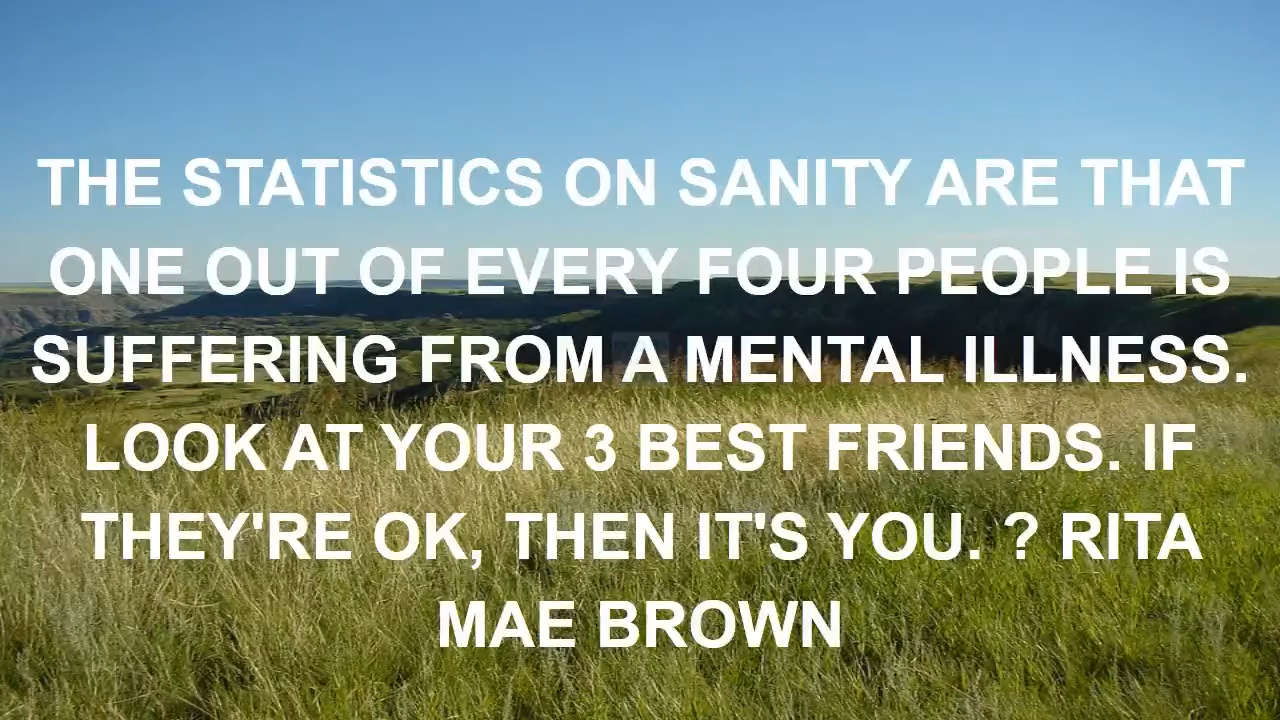 THE STATISTICS ON SANITY ARE THAT
ONE OUT OF EVERY FOUR PEOPLE IS
SUFFERING FROM A MENTAL ILLNESS.
LOOK AT YOUR 3 BEST FRIENDS. IF
THEY'RE OK, THEN IT'S YOU. ? RITA
MAE BROWN